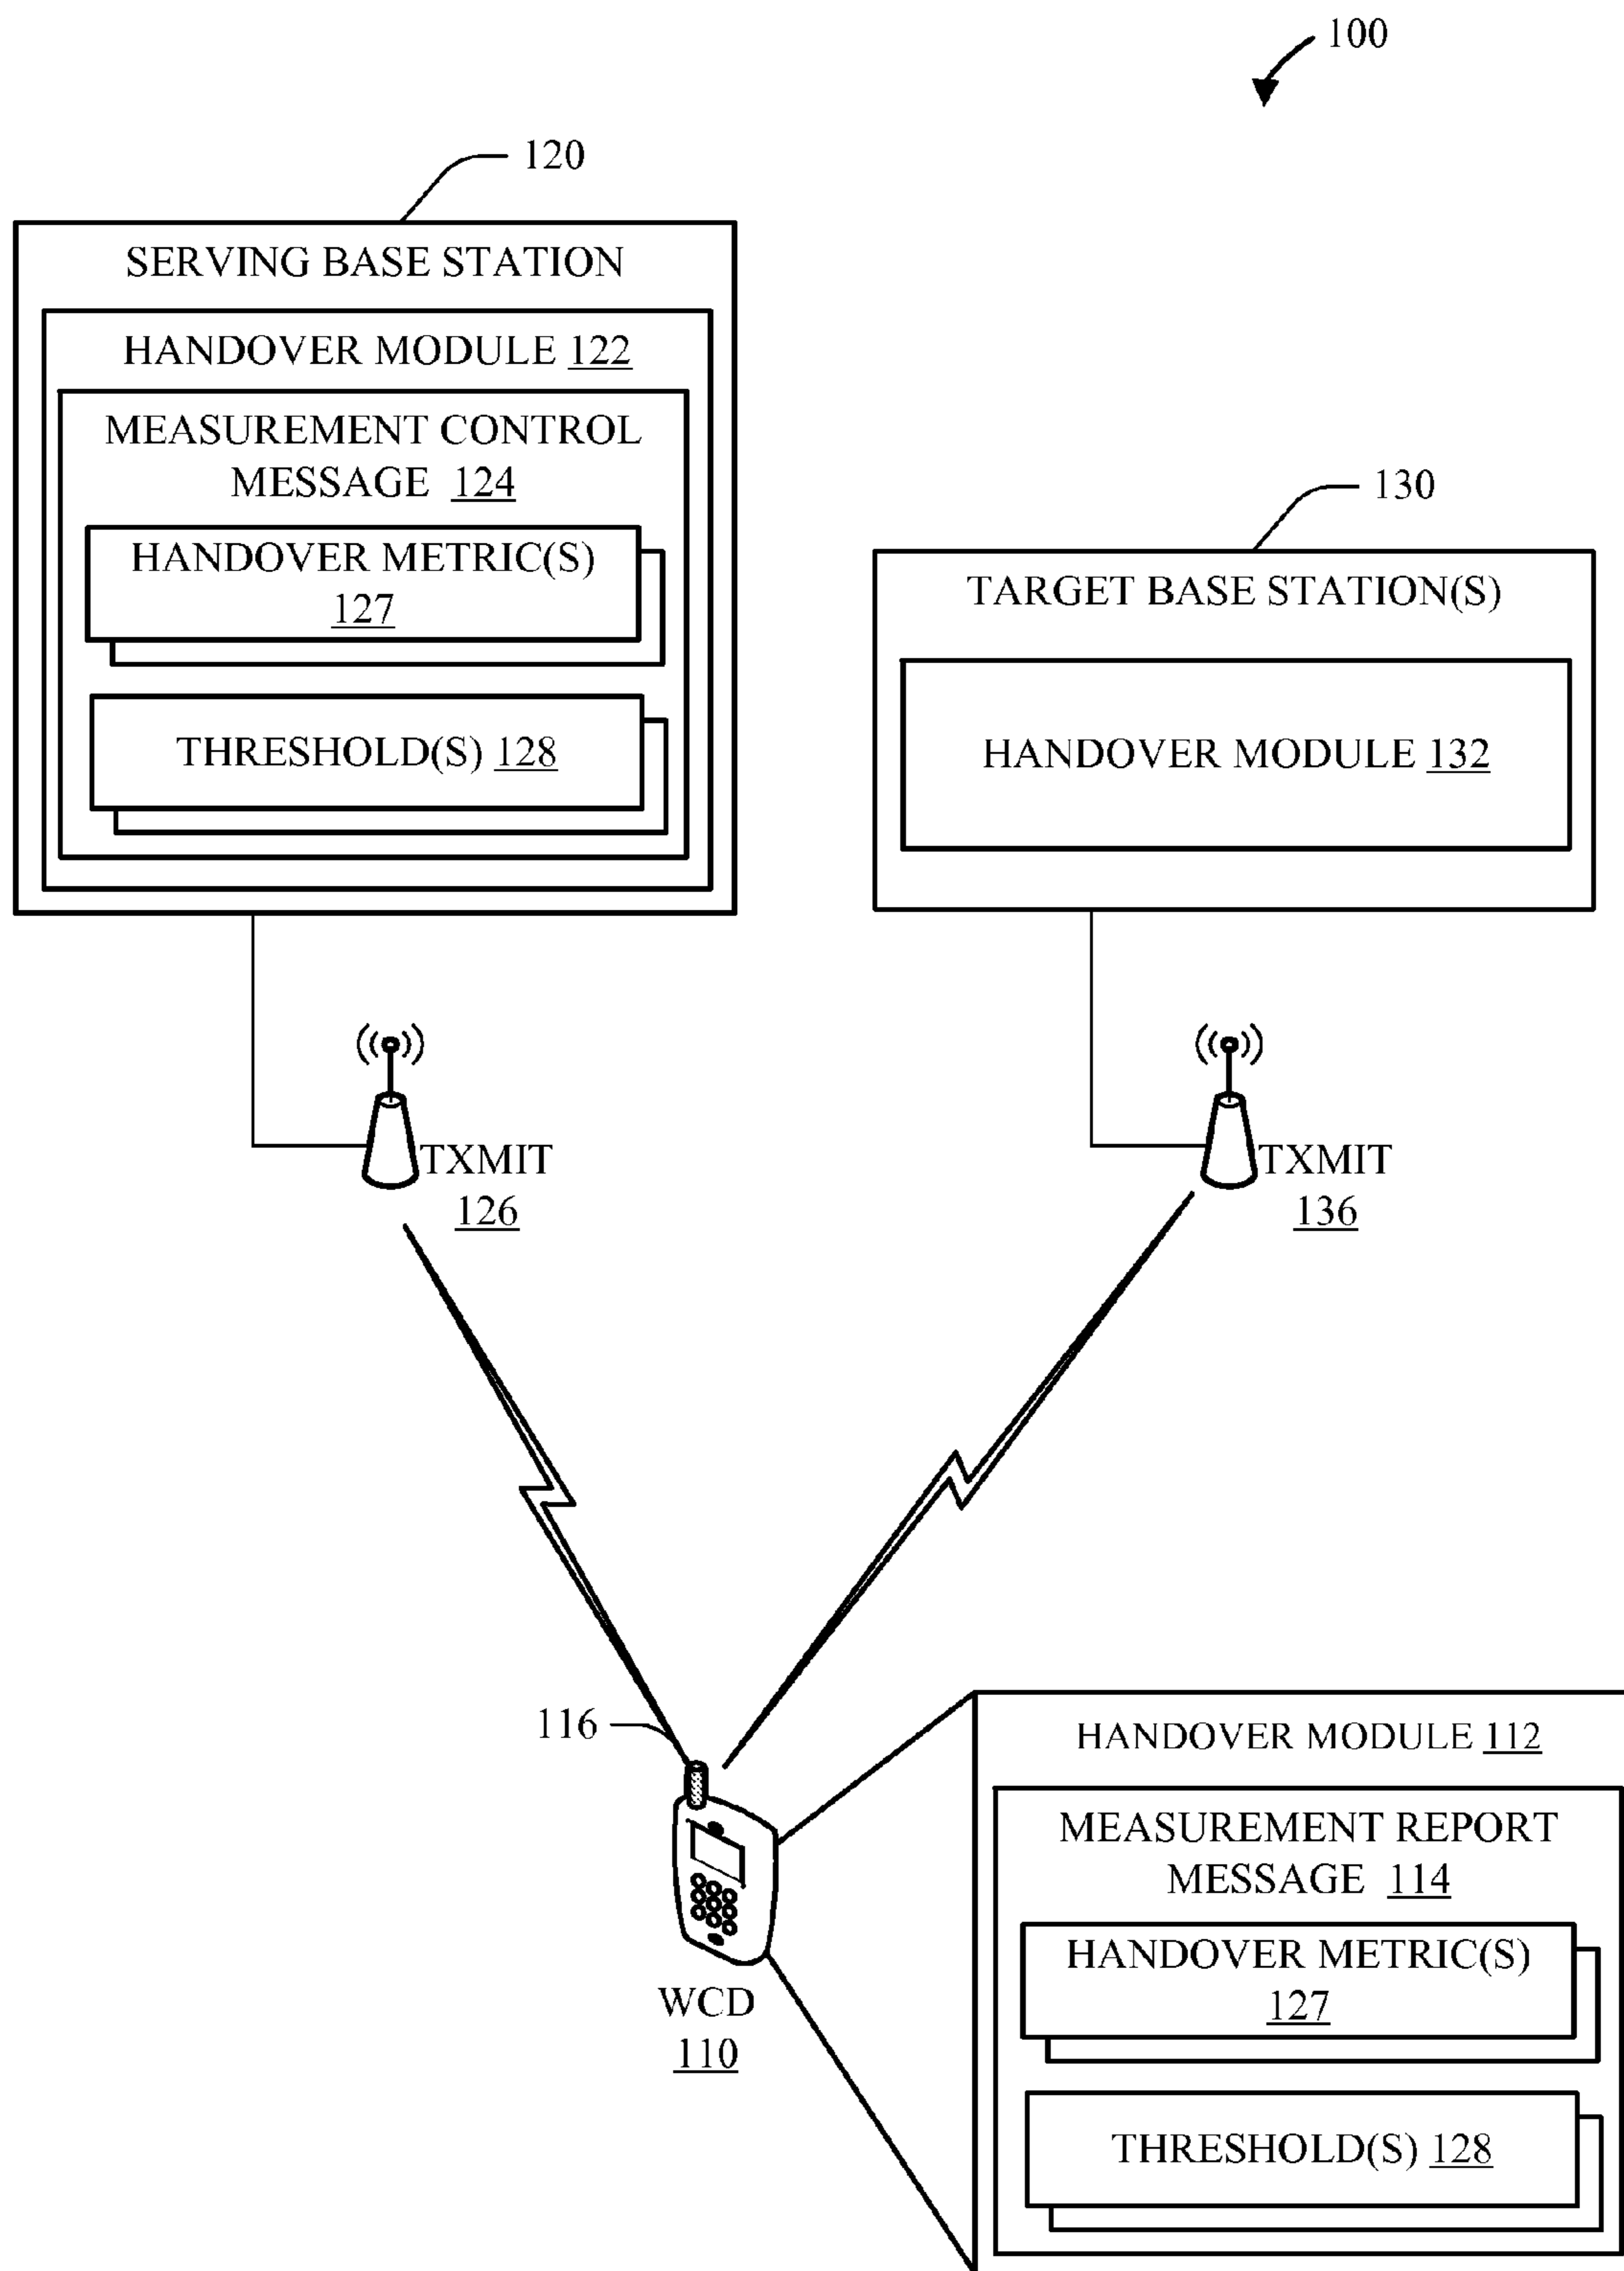 100
120
SERVING BASE STATION
HANDOVER MODULE 122
MEASUREMENT CONTROL
MESSAGE 124
HANDOVER METRIC(S)
127
THRESHOLD(S) 128
130
TARGET BASE STATION(S)
HANDOVER MODULE 132
TXMIT
126
TXMIT
136
116
WCD
110
HANDOVER MODULE 112
MEASUREMENT REPORT
MESSAGE 114
HANDOVER METRIC(S)
127
THRESHOLD(S) 128